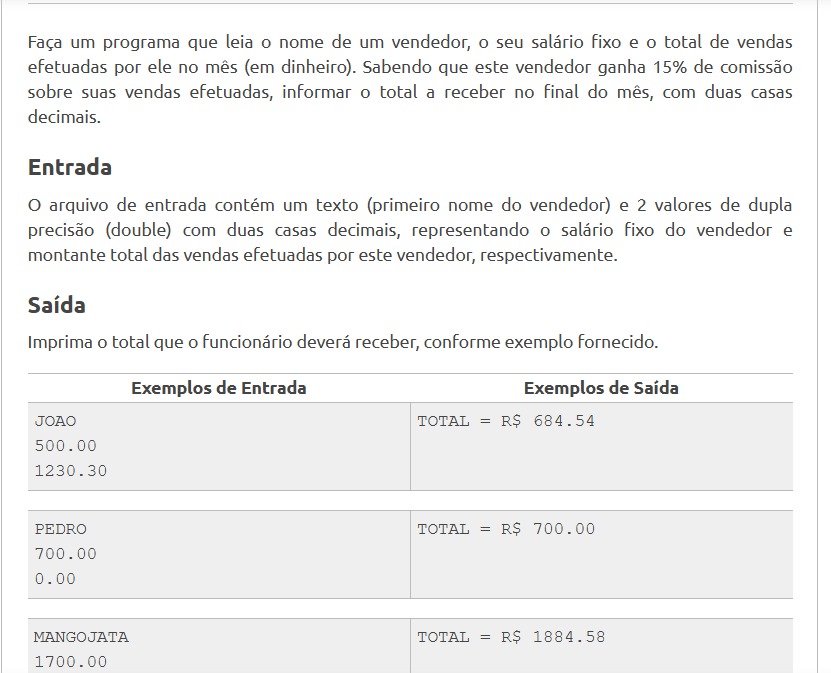 Faça um programa que leia o nome de um vendedor, o seu salário fixo e o total de vendas
efetuadas por ele no mês (em dinheiro). Sabendo que este vendedor ganha 15% de comissão
sobre suas vendas efetuadas, informar o total a receber no final do mês, com duas casas
decimais.
Entrada
O arquivo de entrada contém um texto (primeiro nome do vendedor) e 2 valores de dupla
precisão (double) com duas casas decimais, representando o salário fixo do vendedor e
montante total das vendas efetuadas por este vendedor, respectivamente.
Saída
Imprima o total que o funcionário deverá receber, conforme exemplo fornecido.
Exemplos de Entrada Exemplos de Saída
JOAO TOTAL = R$ 684.54
500.00
1230.30
PEDRO TOTAL = R$ 700.00
700.00
0.00
MANGOJATA TOTAL = R$ 1884.58
1700.00